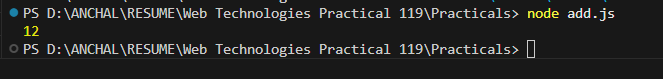 PS D:\ANCHAL\RESUME\Web Technologies Practical 119\Practicals> node add.js
12
PS D:\ANCHAL\RESUME\Web Technologies Practical 119\Practicals>